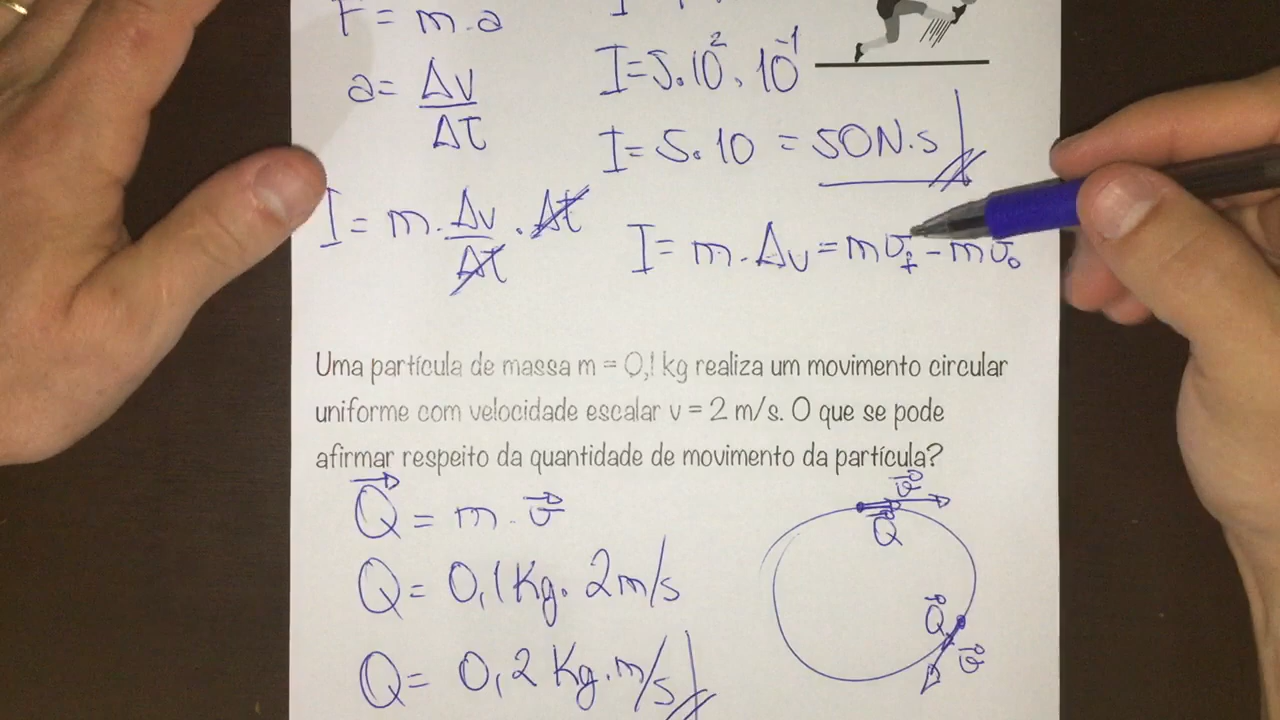 F = m.a
I
I=5.10².10⁻¹
a= Δv/Δt
I= 5.10 = 50N.s
I= m. Δv/Δt . Δt
I= m.Δv=mvf-mv₀
Uma partícula de massa m = 0,1 kg realiza um movimento circular
uniforme com velocidade escalar v = 2 m/s. O que se pode
afirmar respeito da quantidade de movimento da partícula?
Q⃗ = m.v⃗
Q= 0,1Kg. 2m/s
Q= 0,2 Kg.m/s
v⃗
Q⃗
Q⃗
v⃗